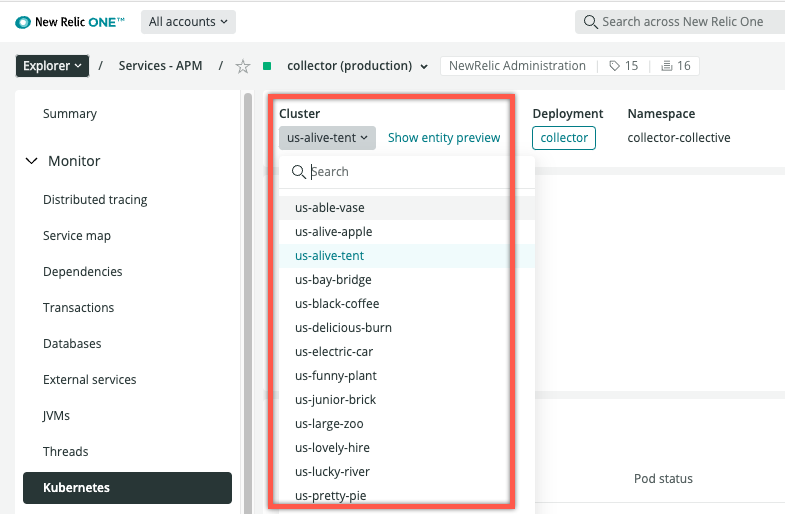 New Relic ONE™ All accounts Search across New Relic One
Explorer / Services - APM / collector (production) NewRelic Administration 15 16
Summary
Monitor
Distributed tracing
Service map
Dependencies
Transactions
Databases
External services
JVMs
Threads
Kubernetes
Cluster
us-alive-tent Show entity preview
Search
us-able-vase
us-alive-apple
us-alive-tent
us-bay-bridge
us-black-coffee
us-delicious-burn
us-electric-car
us-funny-plant
us-junior-brick
us-large-zoo
us-lovely-hire
us-lucky-river
us-pretty-pie
Deployment
collector
Namespace
collector-collective
Pod status